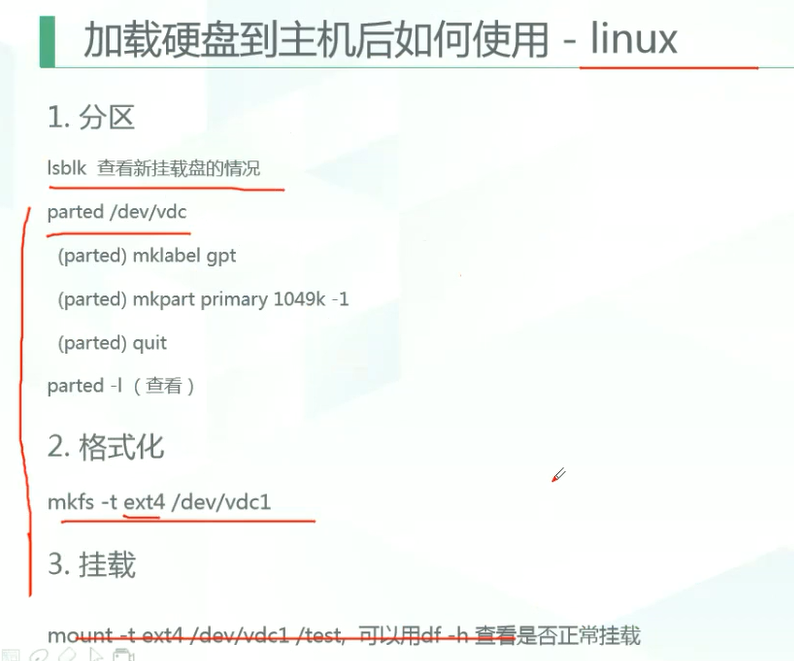 加载硬盘到主机后如何使用 - linux
1. 分区
lsblk 查看新挂载盘的情况
parted /dev/vdc
(parted) mklabel gpt
(parted) mkpart primary 1049k -1
(parted) quit
parted -l （查看）
2. 格式化
mkfs -t ext4 /dev/vdc1
3. 挂载
mount -t ext4 /dev/vdc1 /test, 可以用df -h 查看是否正常挂载